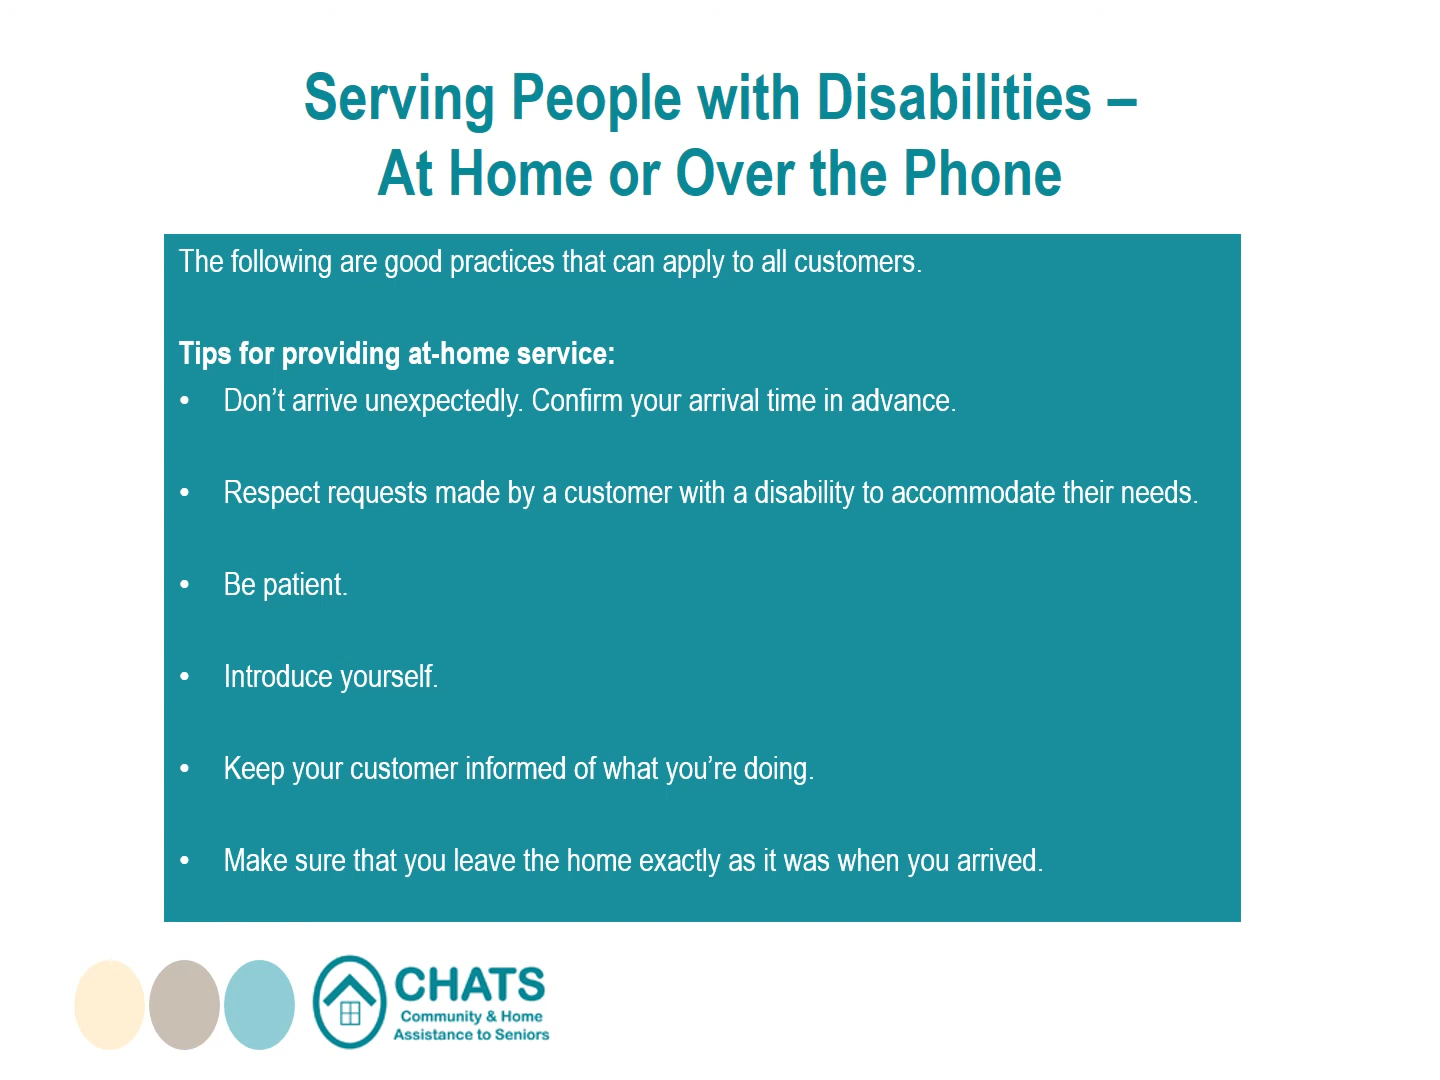 Serving People with Disabilities –
At Home or Over the Phone
The following are good practices that can apply to all customers.
Tips for providing at-home service:
• Don’t arrive unexpectedly. Confirm your arrival time in advance.
• Respect requests made by a customer with a disability to accommodate their needs.
• Be patient.
• Introduce yourself.
• Keep your customer informed of what you’re doing.
• Make sure that you leave the home exactly as it was when you arrived.
CHATS
Community & Home
Assistance to Seniors